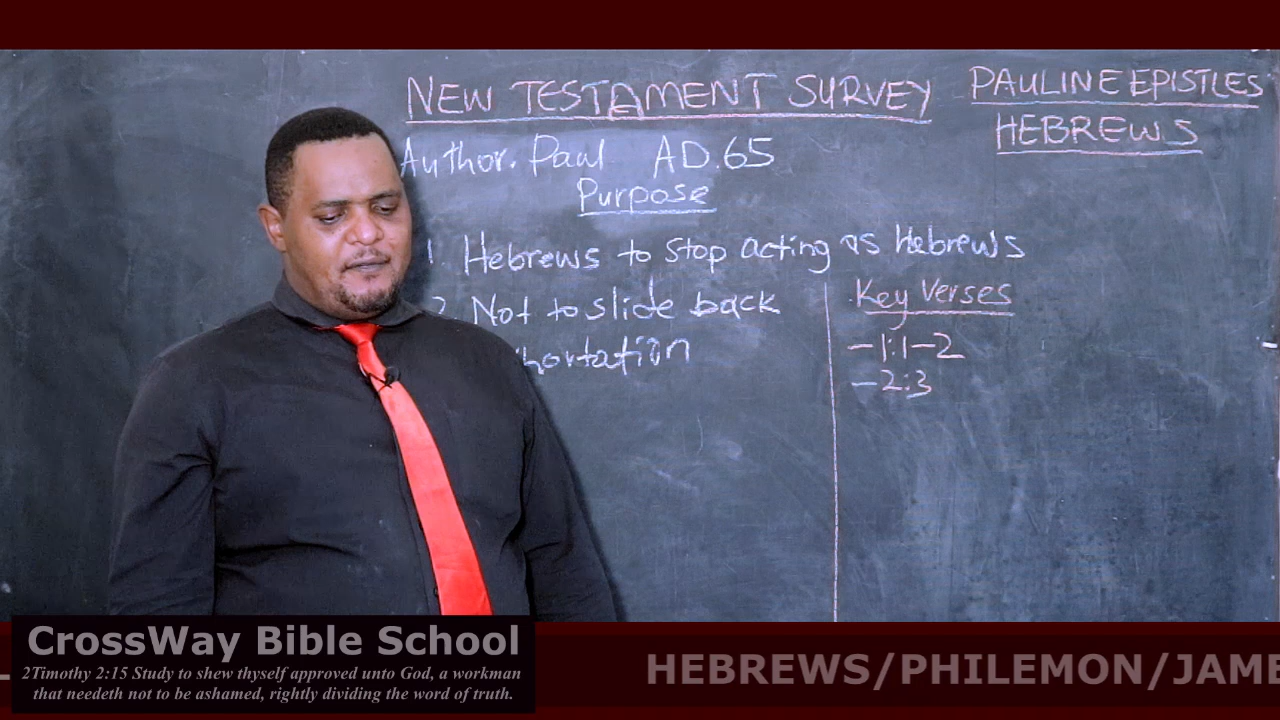 NEW TESTAMENT SURVEY
PAULINE EPISTLES
HEBREWS
Author. Paul AD.65
Purpose
1. Hebrews to stop acting as Hebrews
2 Not to slide back
hortation
Key Verses
-1:1-2
-2:3
CrossWay Bible School
2Timothy 2:15 Study to shew thyself approved unto God, a workman
that needeth not to be ashamed, rightly dividing the word of truth.
HEBREWS/PHILEMON/JAME